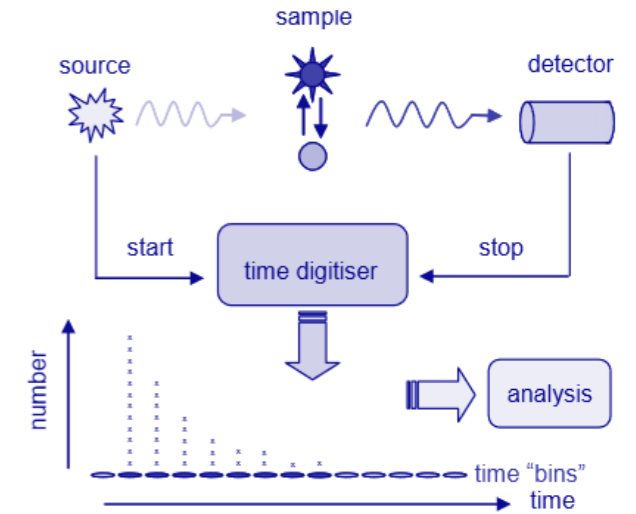 sample
source
detector
start
stop
time digitiser
number
analysis
time “bins”
time